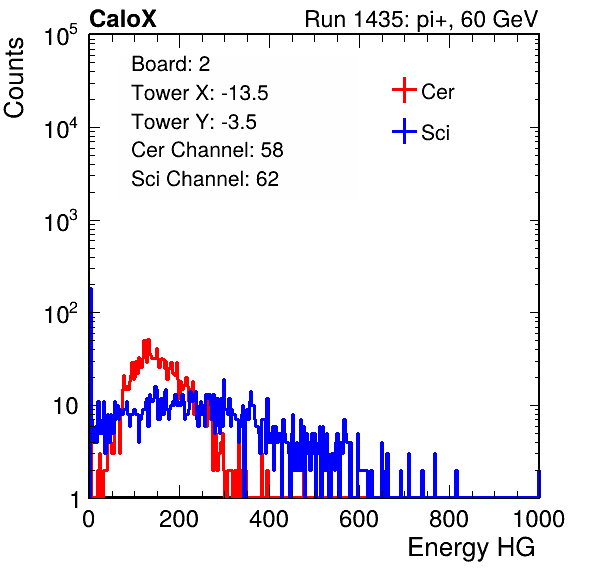 CaloX Run 1435: pi+, 60 GeV
Counts
Board: 2
Tower X: -13.5
Tower Y: -3.5
Cer Channel: 58
Sci Channel: 62
Cer
Sci
10^5
10^4
10^3
10^2
10
1
0 200 400 600 800 1000
Energy HG